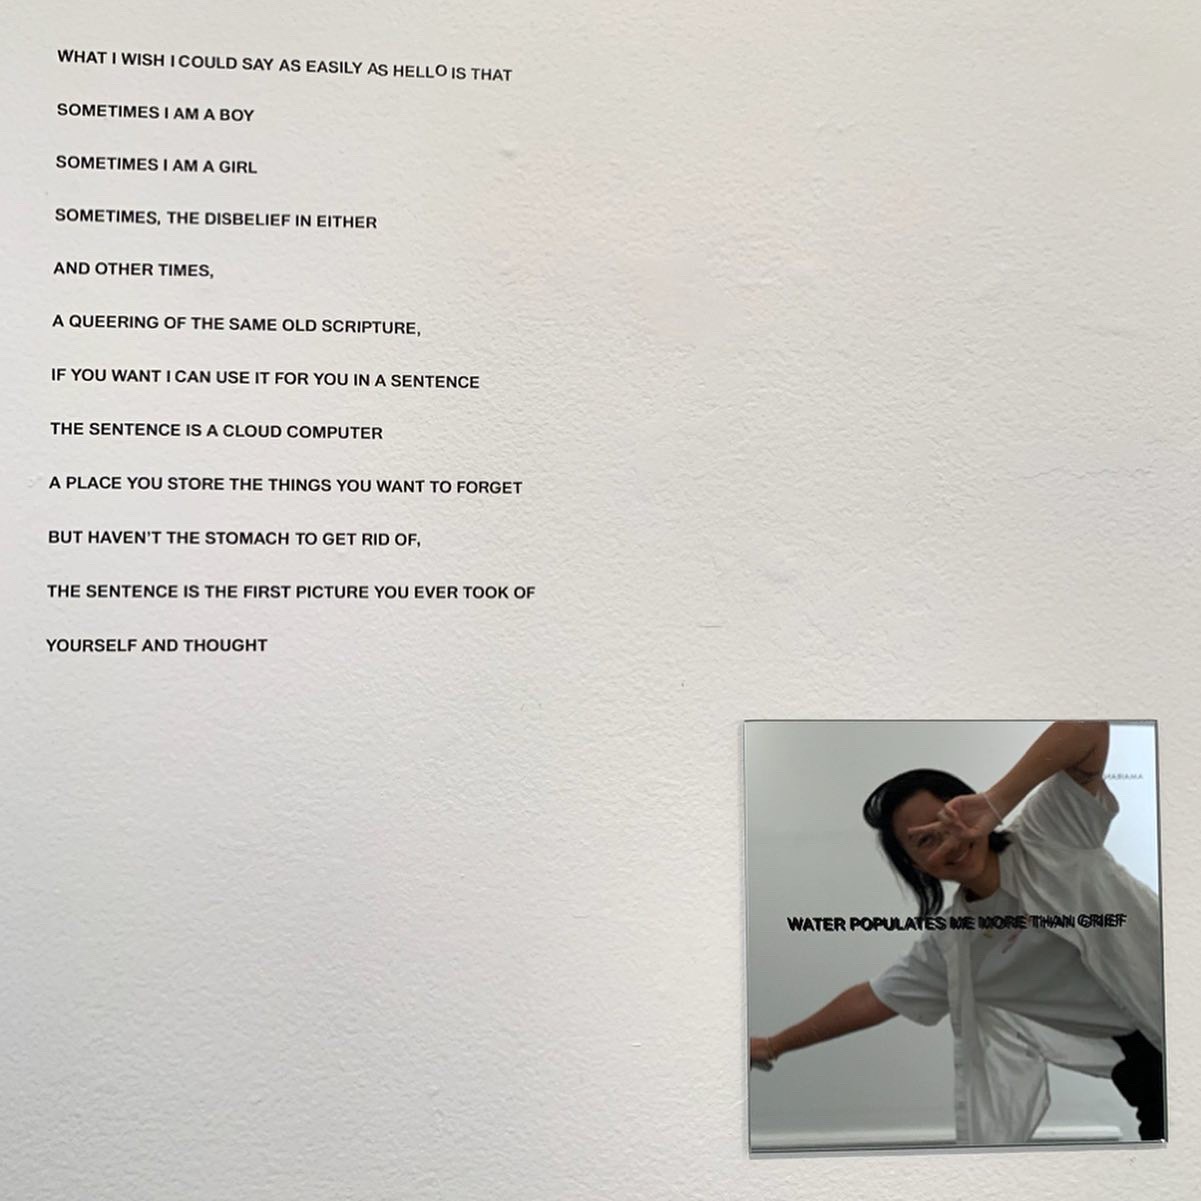 WHAT I WISH I COULD SAY AS EASILY AS HELLO IS THAT
SOMETIMES I AM A BOY
SOMETIMES I AM A GIRL
SOMETIMES, THE DISBELIEF IN EITHER
AND OTHER TIMES,
A QUEERING OF THE SAME OLD SCRIPTURE,
IF YOU WANT I CAN USE IT FOR YOU IN A SENTENCE
THE SENTENCE IS A CLOUD COMPUTER
A PLACE YOU STORE THE THINGS YOU WANT TO FORGET
BUT HAVEN'T THE STOMACH TO GET RID OF,
THE SENTENCE IS THE FIRST PICTURE YOU EVER TOOK OF
YOURSELF AND THOUGHT
WATER POPULATES ME MORE THAN GRIEF